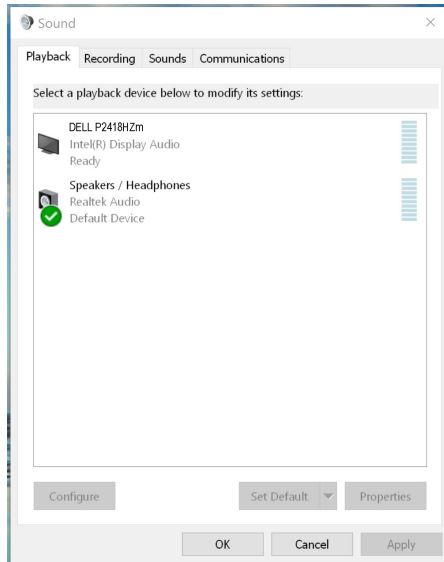 Sound
Playback Recording Sounds Communications
Select a playback device below to modify its settings:
DELL P2418HZm
Intel(R) Display Audio
Ready
Speakers / Headphones
Realtek Audio
Default Device
Configure Set Default Properties
OK Cancel Apply